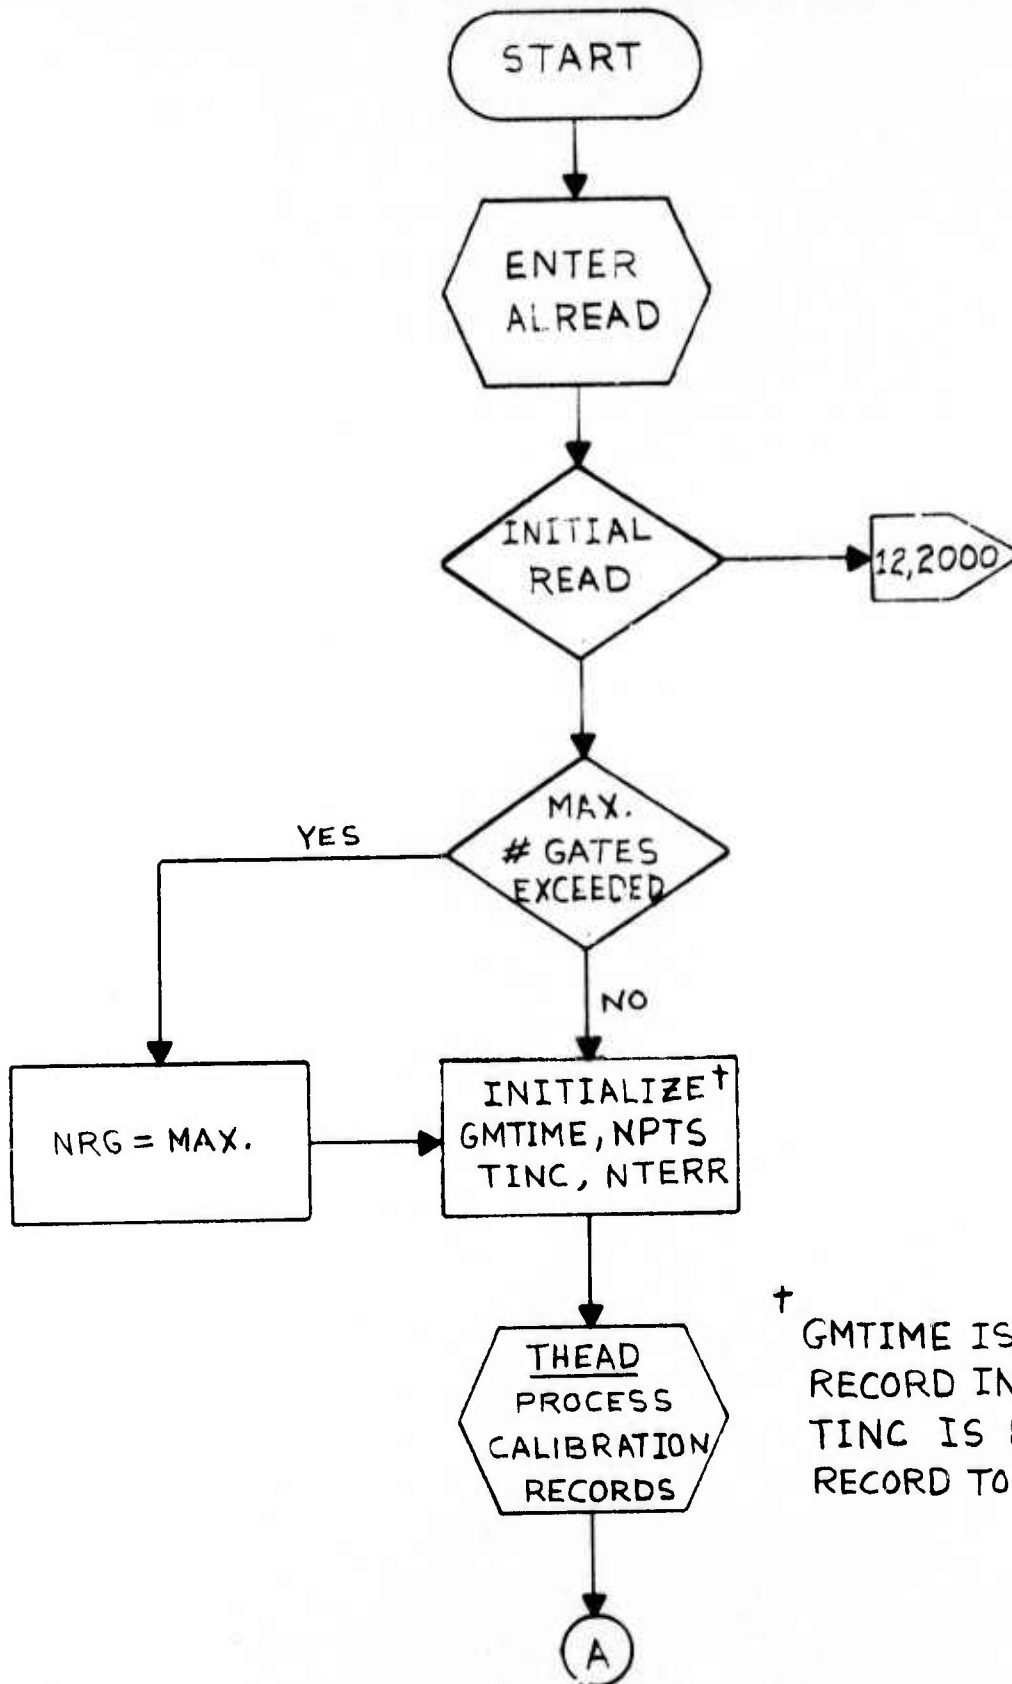 START
ENTER
ALREAD
INITIAL
READ
12,2000
MAX.
# GATES
EXCEEDED
YES
NO
NRG = MAX.
INITIALIZE†
GMTIME, NPTS
TINC, NTERR
THEAD
PROCESS
CALIBRATION
RECORDS
†
GMTIME IS
RECORD IN
TINC IS
RECORD TO
A